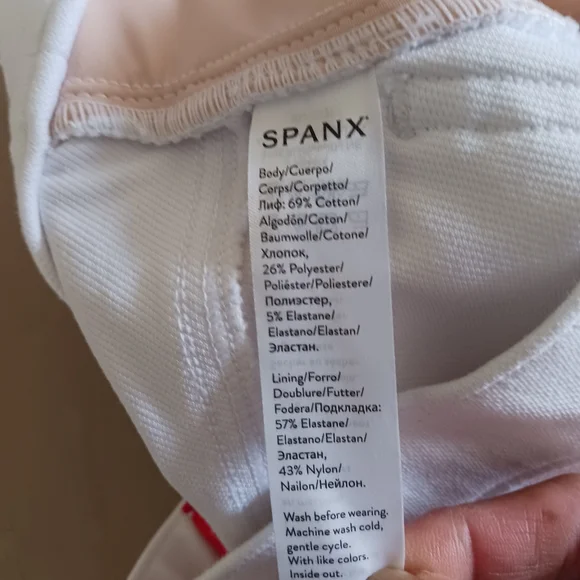 SPANX
Body/Cuerpo/
Corps/Corpetto/
Лиф: 69% Cotton/
Algodón/Coton/
Baumwolle/Cotone/
Хлопок,
26% Polyester/
Poliéster/Poliestere/
Полиэстер,
5% Elastane/
Elastano/Elastan/
Эластан.
Lining/Forro/
Doublure/Futter/
Fodera/Подкладка:
57% Elastane/
Elastano/Elastan/
Эластан,
43% Nylon/
Nailon/Нейлон.
Wash before wearing.
Machine wash cold,
gentle cycle.
With like colors.
Inside out.